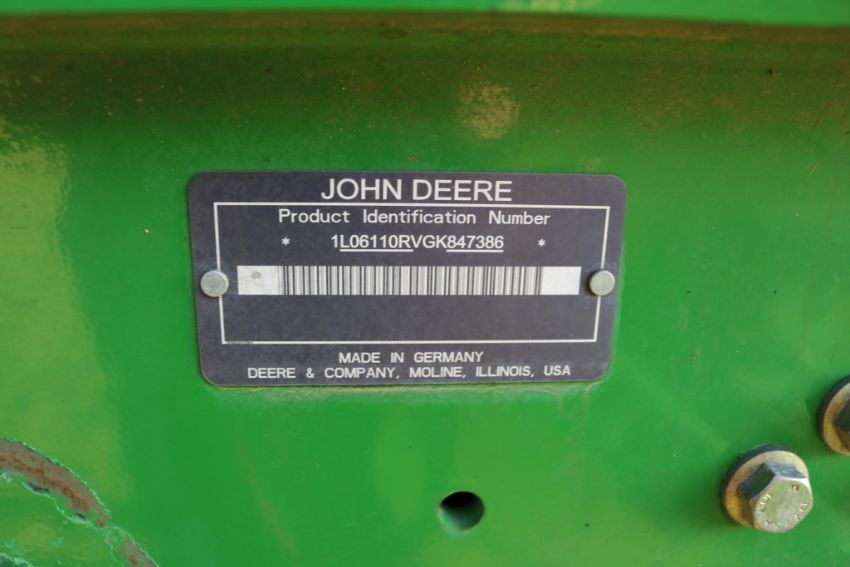 JOHN DEERE
Product Identification Number
* 1L06110RVGK847386 *
MADE IN GERMANY
DEERE & COMPANY, MOLINE, ILLINOIS, USA